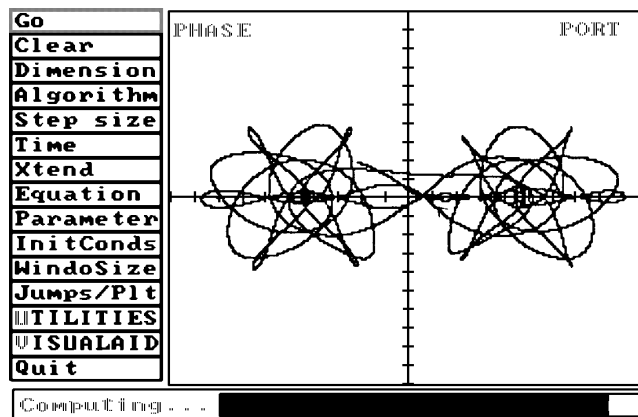 Go
Clear
Dimension
Algorithm
Step size
Time
Xtend
Equation
Parameter
InitConds
WindoSize
Jumps/Plt
UTILITIES
VISUALAID
Quit
PHASE PORT
Computing...